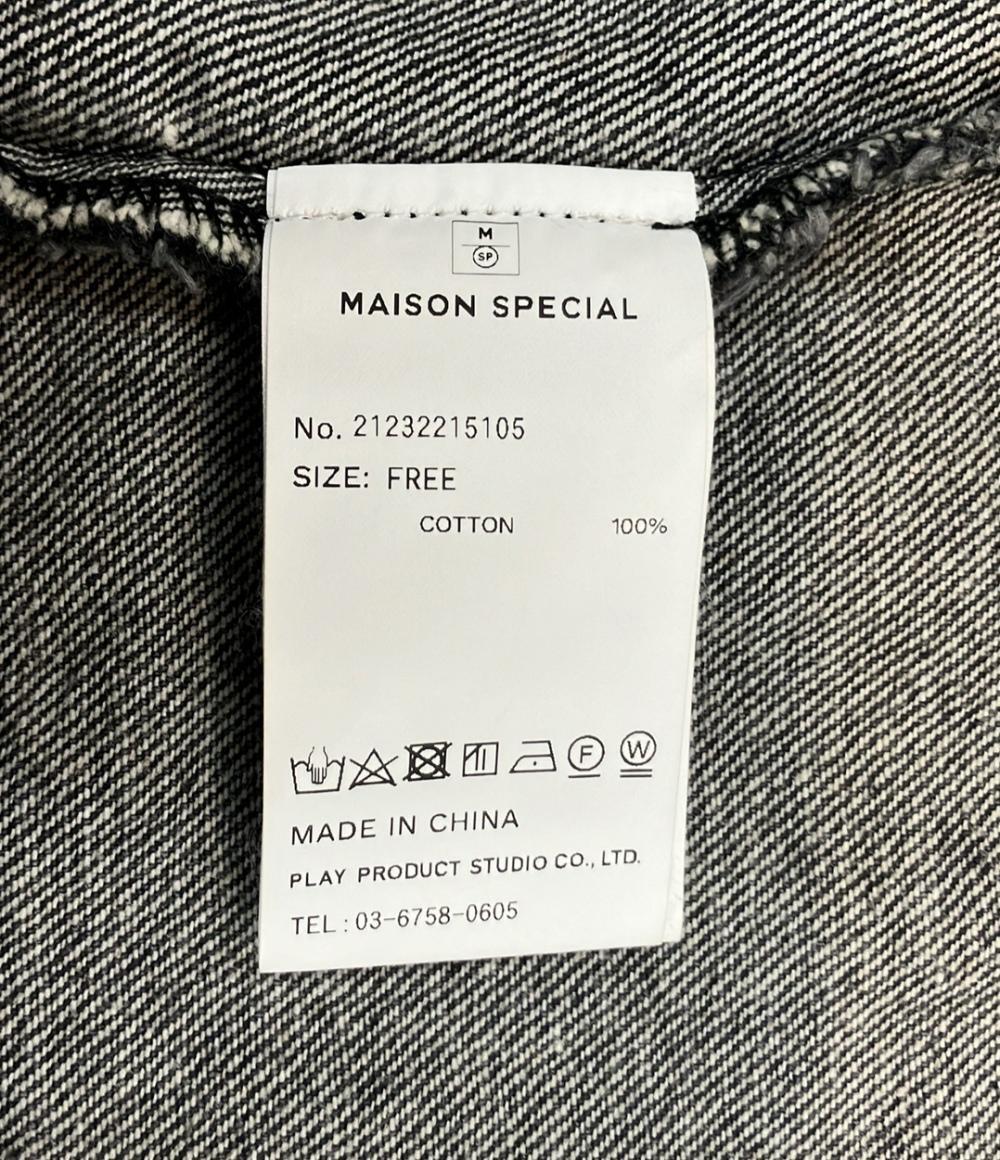 M
SP
MAISON SPECIAL
No. 21232215105
SIZE: FREE
COTTON 100%
F W
MADE IN CHINA
PLAY PRODUCT STUDIO CO., LTD.
TEL : 03-6758-0605